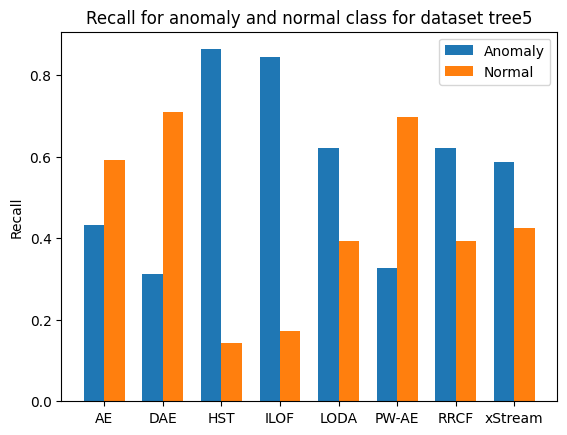 Recall for anomaly and normal class for dataset tree5
Anomaly
Normal
Recall
0.8
0.6
0.4
0.2
0.0
AE DAE HST ILOF LODA PW-AE RRCF xStream